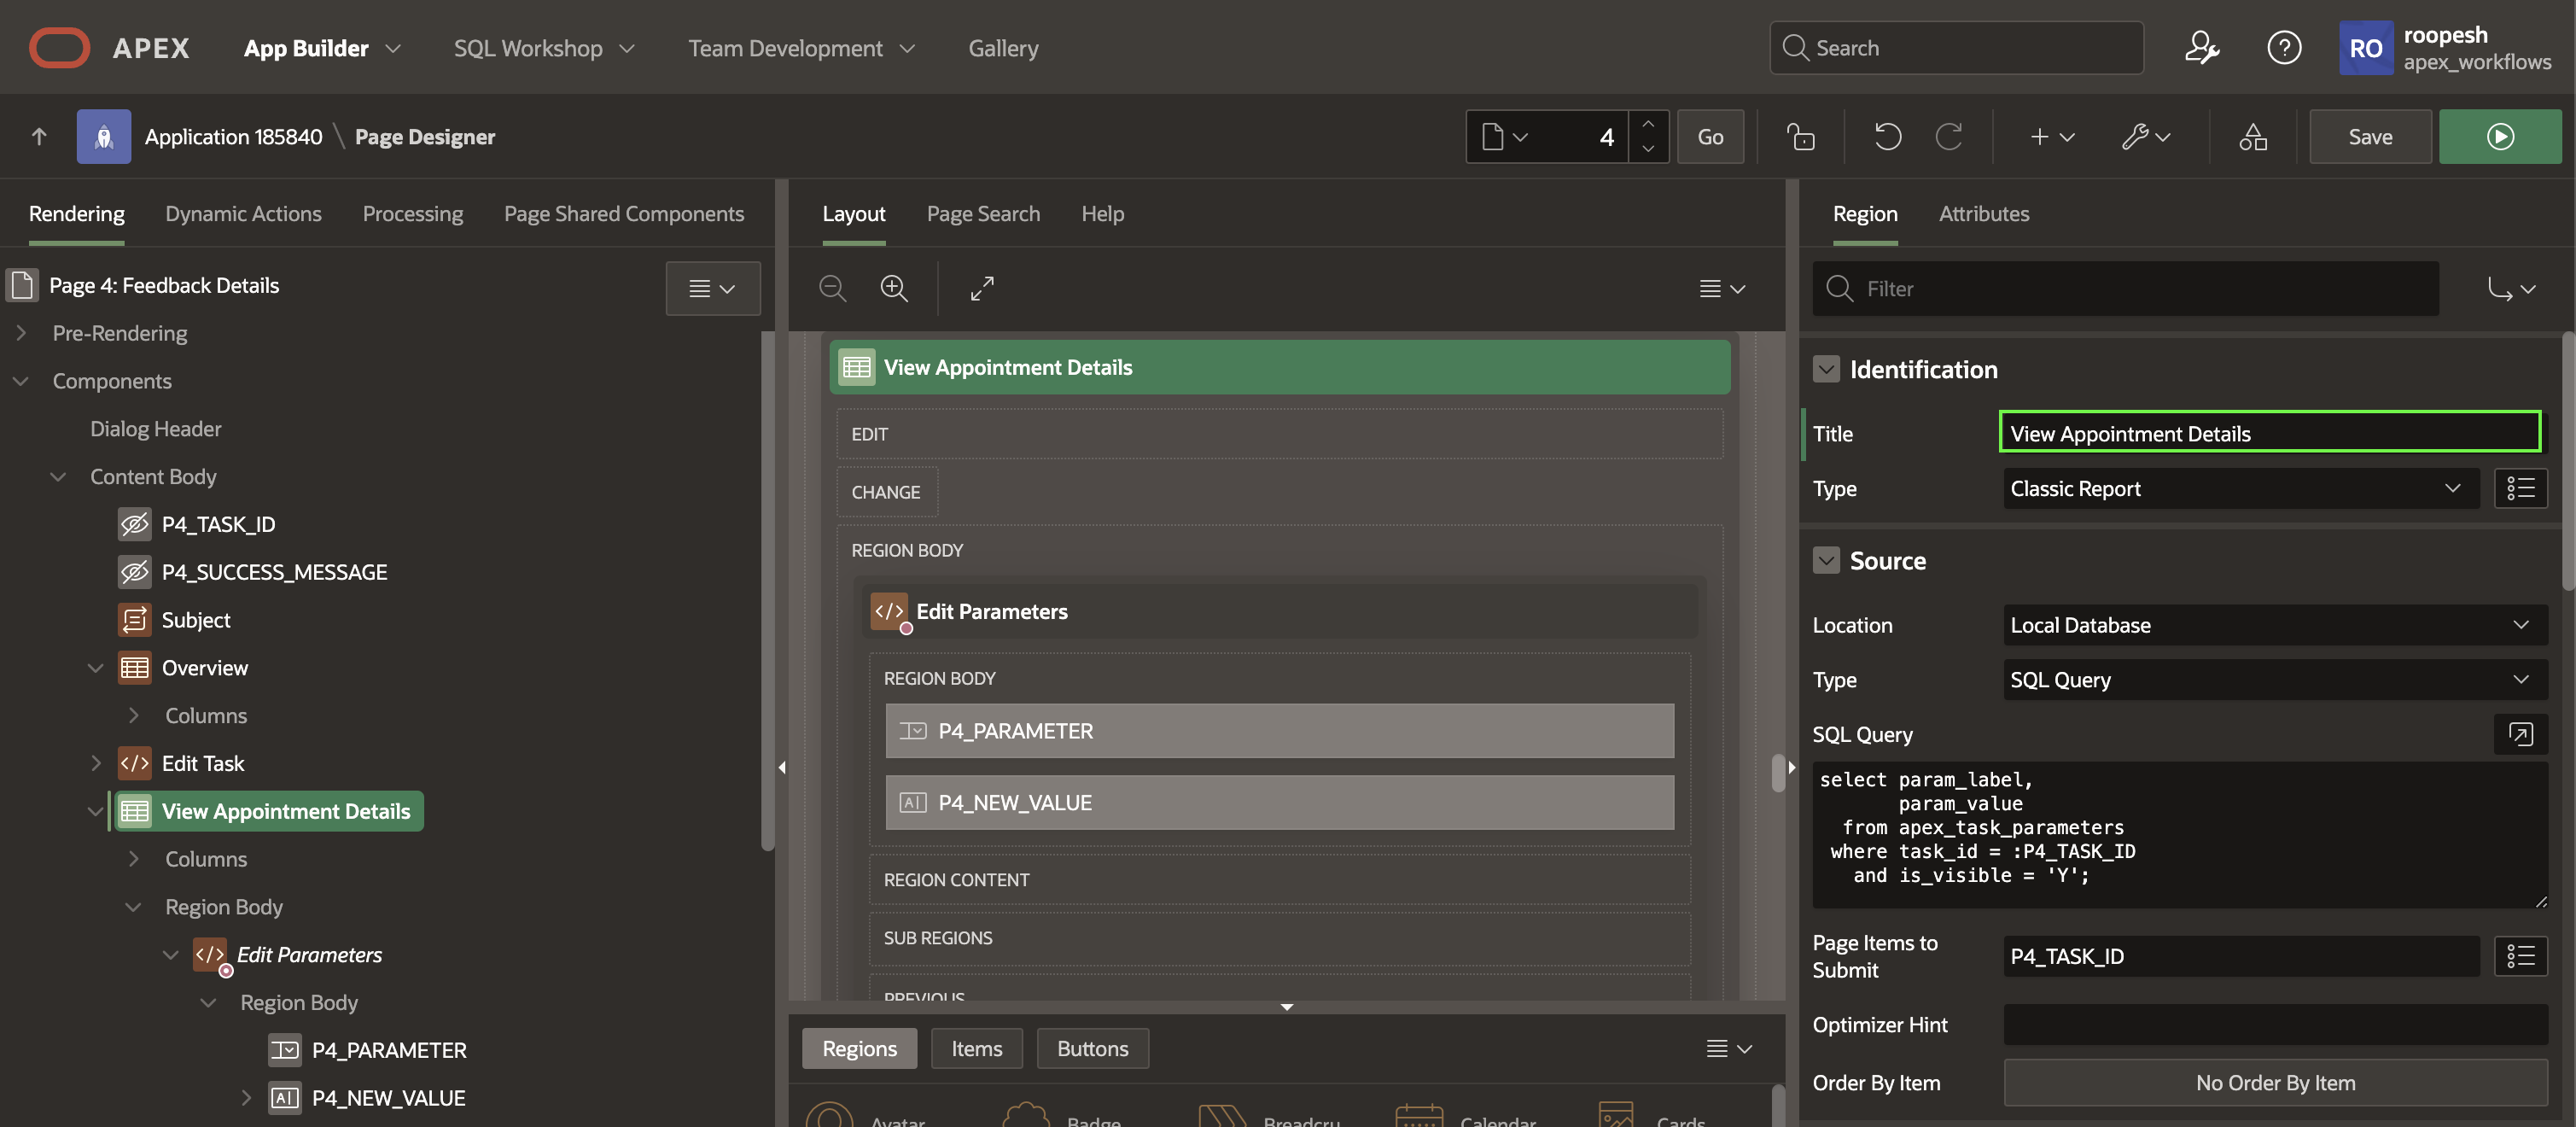 APEX App Builder SQL Workshop Team Development Gallery Search RO roopesh
apex_workflows
Application 185840 \ Page Designer 4 Go Save
Rendering Dynamic Actions Processing Page Shared Components
Page 4: Feedback Details
Pre-Rendering
Components
Dialog Header
Content Body
P4_TASK_ID
P4_SUCCESS_MESSAGE
Subject
Overview
Columns
Edit Task
View Appointment Details
Columns
Region Body
Edit Parameters
Region Body
P4_PARAMETER
P4_NEW_VALUE
Layout Page Search Help
View Appointment Details
EDIT
CHANGE
REGION BODY
Edit Parameters
REGION BODY
P4_PARAMETER
P4_NEW_VALUE
REGION CONTENT
SUB REGIONS
PREVIOUS
Regions Items Buttons
Avatar Badge Breadcru Calendar Cards
Region Attributes
Filter
Identification
Title View Appointment Details
Type Classic Report
Source
Location Local Database
Type SQL Query
SQL Query
select param_label,
param_value
from apex_task_parameters
where task_id = :P4_TASK_ID
and is_visible = 'Y';
Page Items to
Submit P4_TASK_ID
Optimizer Hint
Order By Item No Order By Item